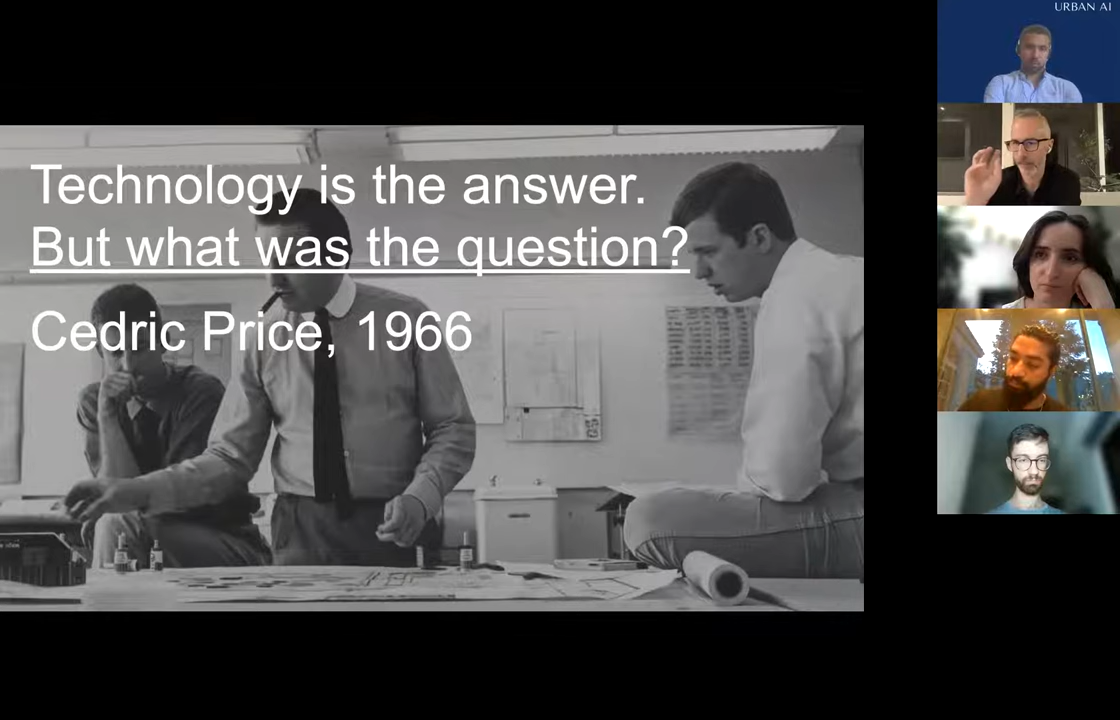 Technology is the answer.
But what was the question?
Cedric Price, 1966
URBAN AI